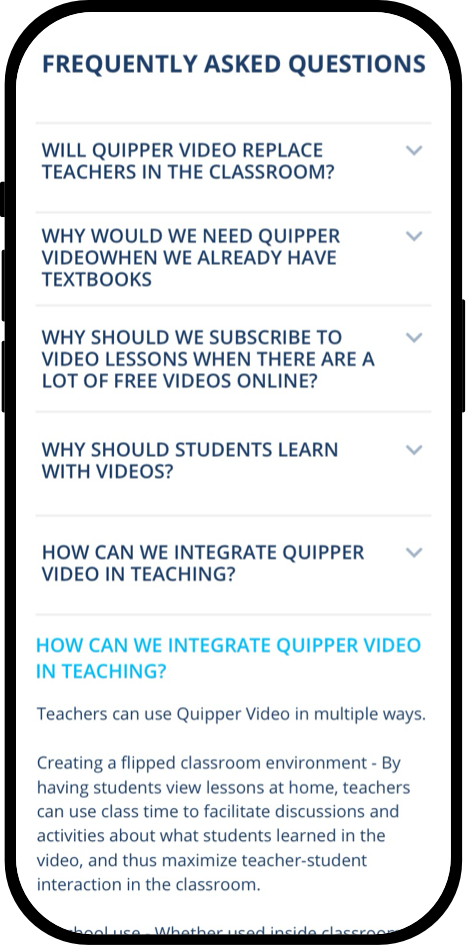 FREQUENTLY ASKED QUESTIONS
WILL QUIPPER VIDEO REPLACE
TEACHERS IN THE CLASSROOM?
WHY WOULD WE NEED QUIPPER
VIDEOWHEN WE ALREADY HAVE
TEXTBOOKS
WHY SHOULD WE SUBSCRIBE TO
VIDEO LESSONS WHEN THERE ARE A
LOT OF FREE VIDEOS ONLINE?
WHY SHOULD STUDENTS LEARN
WITH VIDEOS?
HOW CAN WE INTEGRATE QUIPPER
VIDEO IN TEACHING?
HOW CAN WE INTEGRATE QUIPPER VIDEO
IN TEACHING?
Teachers can use Quipper Video in multiple ways.
Creating a flipped classroom environment - By
having students view lessons at home, teachers
can use class time to facilitate discussions and
activities about what students learned in the
video, and thus maximize teacher-student
interaction in the classroom.
use - Whether used inside